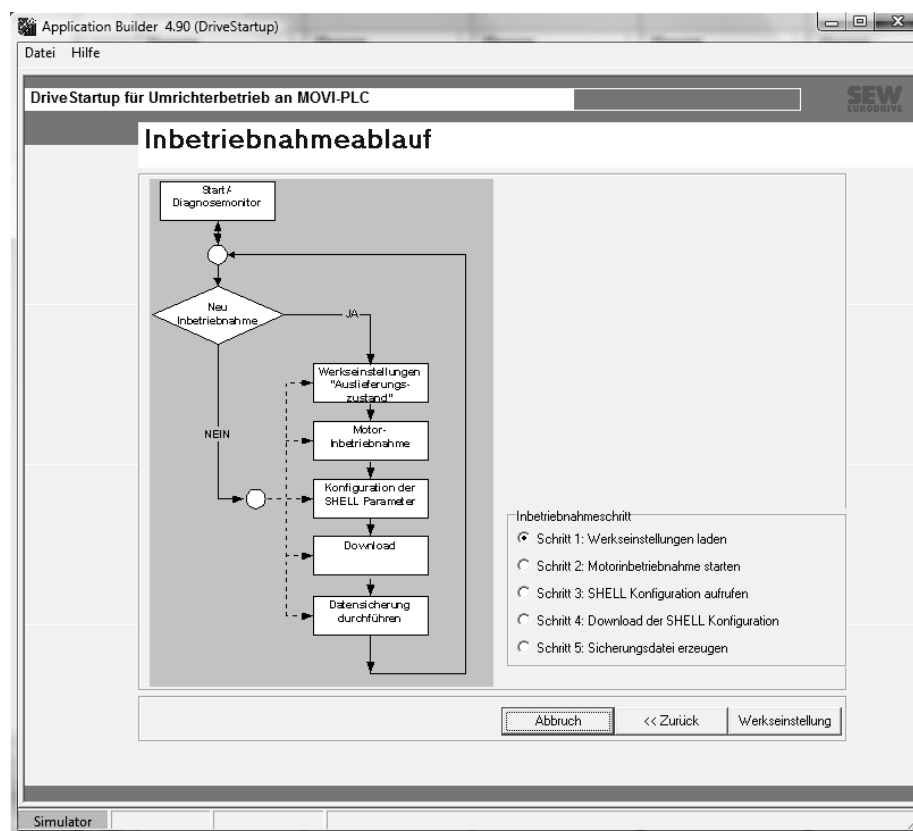 Application Builder 4.90 (DriveStartup)
Datei Hilfe
DriveStartup für Umrichterbetrieb an MOVI-PLC
SEW
EURODRIVE
Inbetriebnahmeablauf
Start /
Diagnosemonitor
Neu
Inbetriebnahme
JA
Werkseinstellungen
"Auslieferungs-
zustand"
Motor-
Inbetriebnahme
NEIN
Konfiguration der
SHELL Parameter
Download
Datensicherung
durchführen
Inbetriebnahmeschritt
Schritt 1: Werkseinstellungen laden
Schritt 2: Motorinbetriebnahme starten
Schritt 3: SHELL Konfiguration aufrufen
Schritt 4: Download der SHELL Konfiguration
Schritt 5: Sicherungsdatei erzeugen
Abbruch << Zurück Werkseinstellung
Simulator